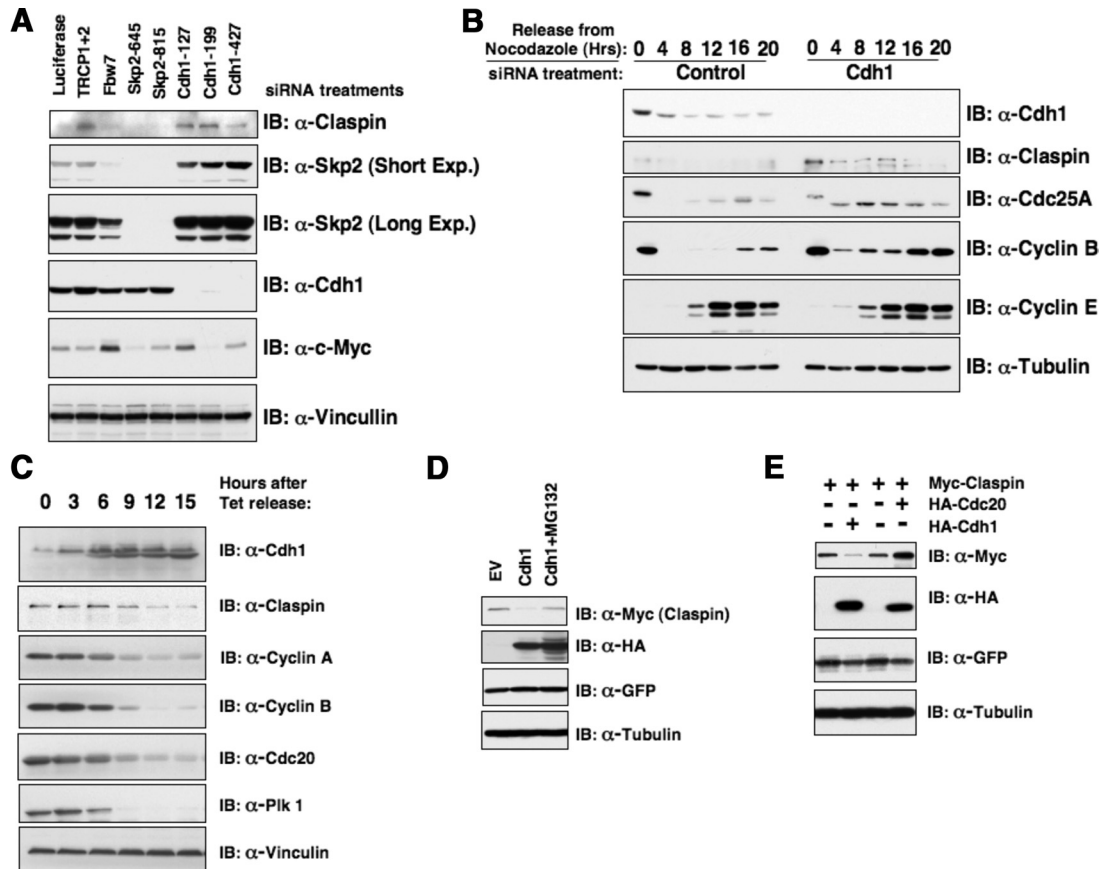 A
Luciferase
TRCP1+2
Fbw7
Skp2-645
Skp2-815
Cdh1-127
Cdh1-199
Cdh1-427
siRNA treatments
IB: α-Claspin
IB: α-Skp2 (Short Exp.)
IB: α-Skp2 (Long Exp.)
IB: α-Cdh1
IB: α-c-Myc
IB: α-Vincullin
B
Release from
Nocodazole (Hrs): 0 4 8 12 16 20 0 4 8 12 16 20
siRNA treatment: Control Cdh1
IB: α-Cdh1
IB: α-Claspin
IB: α-Cdc25A
IB: α-Cyclin B
IB: α-Cyclin E
IB: α-Tubulin
C
Hours after
0 3 6 9 12 15 Tet release:
IB: α-Cdh1
IB: α-Claspin
IB: α-Cyclin A
IB: α-Cyclin B
IB: α-Cdc20
IB: α-Plk 1
IB: α-Vinculin
D
EV
Cdh1
Cdh1+MG132
IB: α-Myc (Claspin)
IB: α-HA
IB: α-GFP
IB: α-Tubulin
E
+ + + + Myc-Claspin
- - - + HA-Cdc20
- + - - HA-Cdh1
IB: α-Myc
IB: α-HA
IB: α-GFP
IB: α-Tubulin